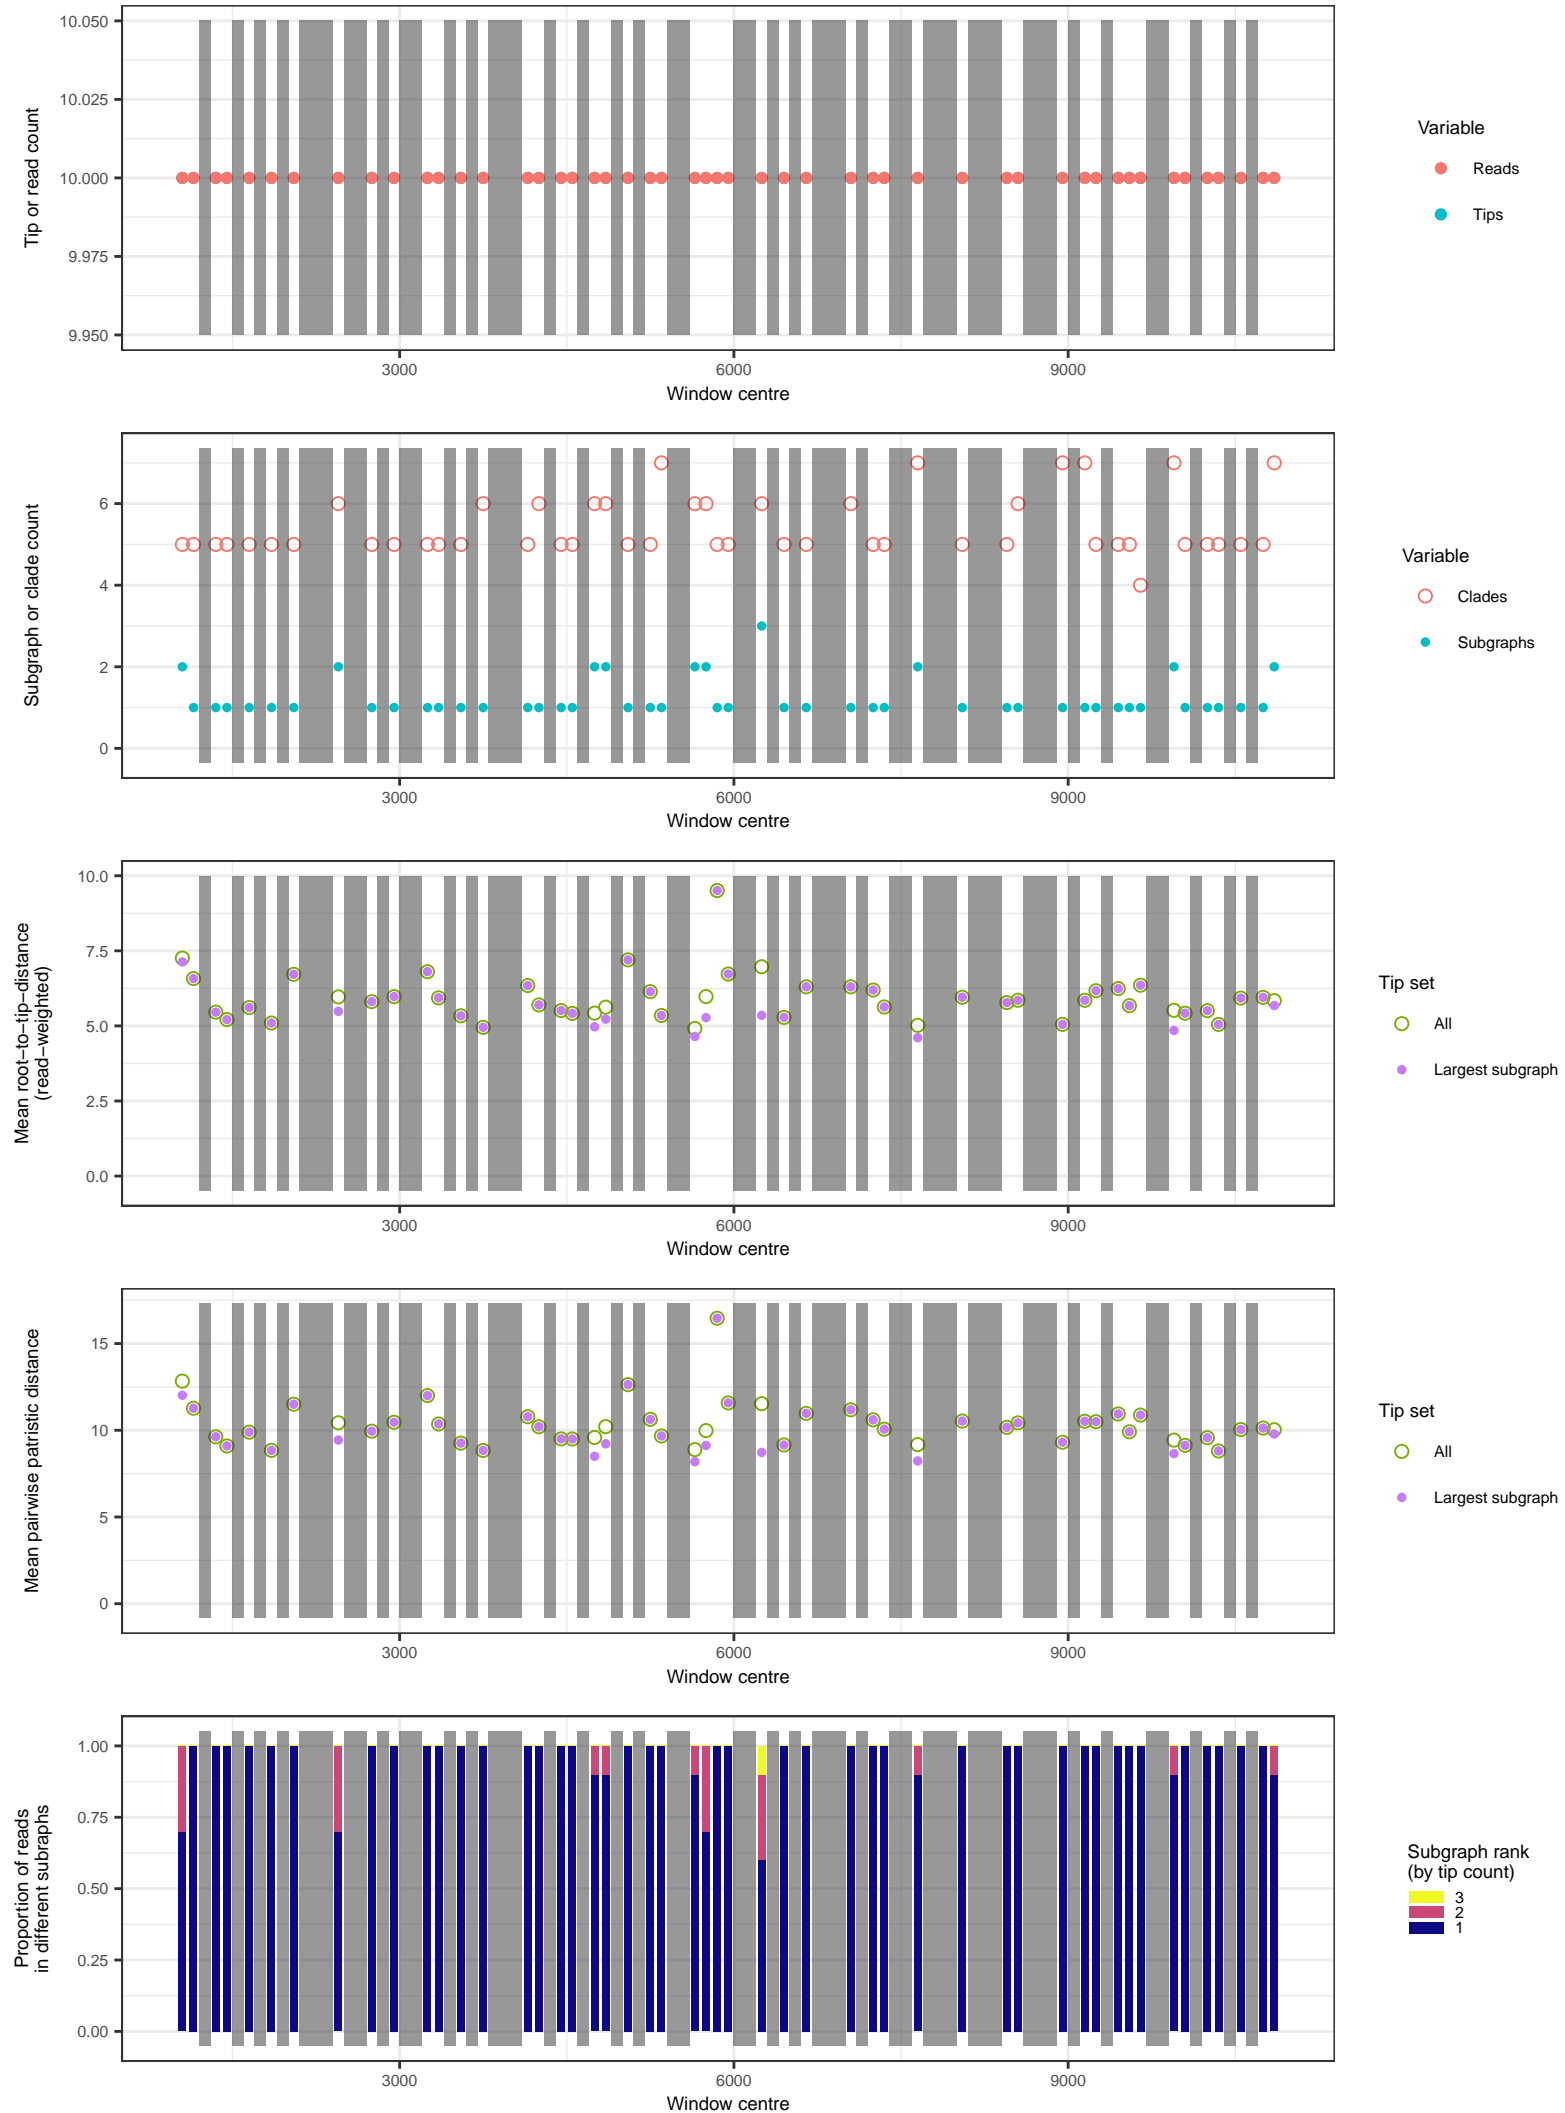 10.050
10.025
10.000
9.975
9.950
Tip or read count
3000
6000
9000
Window centre
Variable
Reads
Tips
6
4
2
0
Subgraph or clade count
3000
6000
9000
Window centre
Variable
Clades
Subgraphs
10.0
7.5
5.0
2.5
0.0
Mean root−to−tip−distance
(read−weighted)
3000
6000
9000
Window centre
Tip set
All
Largest subgraph
15
10
5
0
Mean pairwise patristic distance
3000
6000
9000
Window centre
Tip set
All
Largest subgraph
1.00
0.75
0.50
0.25
0.00
Proportion of reads
in different subraphs
3000
6000
9000
Window centre
Subgraph rank
(by tip count)
3
2
1